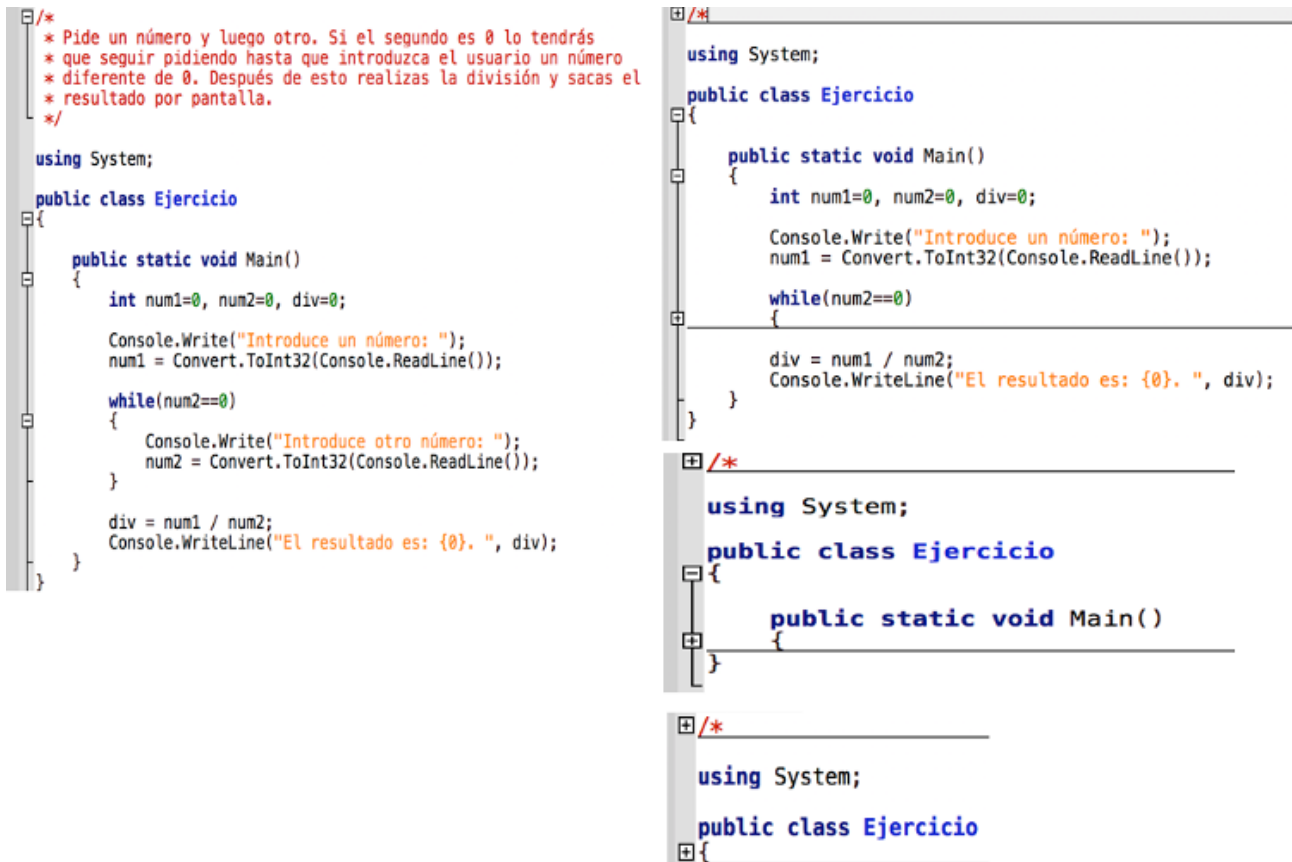 /*
* Pide un número y luego otro. Si el segundo es 0 lo tendrás
* que seguir pidiendo hasta que introduzca el usuario un número
* diferente de 0. Después de esto realizas la división y sacas el
* resultado por pantalla.
*/
using System;
public class Ejercicio
{
public static void Main()
{
int num1=0, num2=0, div=0;
Console.Write("Introduce un número: ");
num1 = Convert.ToInt32(Console.ReadLine());
while(num2==0)
{
Console.Write("Introduce otro número: ");
num2 = Convert.ToInt32(Console.ReadLine());
}
div = num1 / num2;
Console.WriteLine("El resultado es: {0}. ", div);
}
}
/*
using System;
public class Ejercicio
{
public static void Main()
{
int num1=0, num2=0, div=0;
Console.Write("Introduce un número: ");
num1 = Convert.ToInt32(Console.ReadLine());
while(num2==0)
{
div = num1 / num2;
Console.WriteLine("El resultado es: {0}. ", div);
}
}
/*
using System;
public class Ejercicio
{
public static void Main()
{
}
/*
using System;
public class Ejercicio
{